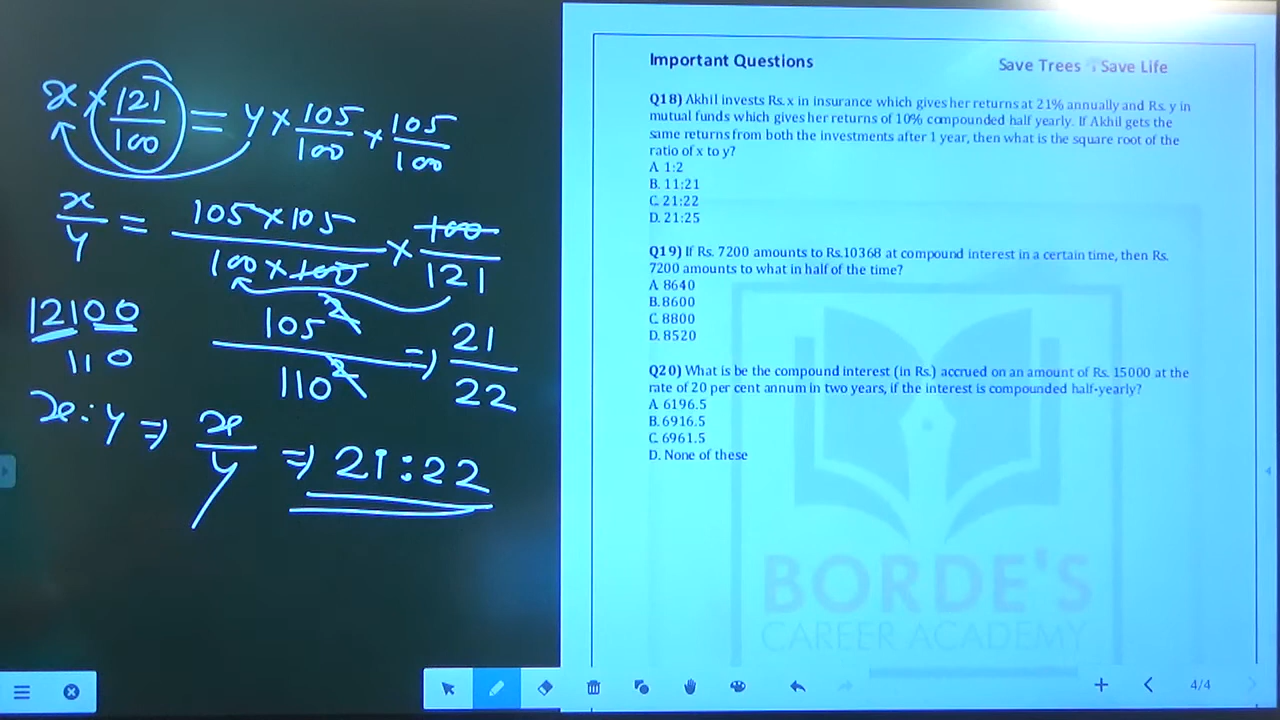 x × 121/100 = y × 105/100 × 105/100
x/y = 105×105/100×100 × 100/121
12100
110
105²/110² ⇒ 21/22
x:y ⇒ x/y ⇒ 21:22
Important Questions
Save Trees Save Life
Q18) Akhil invests Rs. x in insurance which gives her returns at 21% annually and Rs. y in
mutual funds which gives her returns of 10% compounded half yearly. If Akhil gets the
same returns from both the investments after 1 year, then what is the square root of the
ratio of x to y?
A 1:2
B. 11:21
C. 21:22
D. 21:25
Q19) If Rs. 7200 amounts to Rs.10368 at compound interest in a certain time, then Rs.
7200 amounts to what in half of the time?
A 8640
B. 8600
C. 8800
D. 8520
Q20) What is be the compound interest (in Rs.) accrued on an amount of Rs. 15000 at the
rate of 20 per cent annum in two years, if the interest is compounded half-yearly?
A 6196.5
B. 6916.5
C. 6961.5
D. None of these
BORDE'S
CAREER ACADEMY
4/4